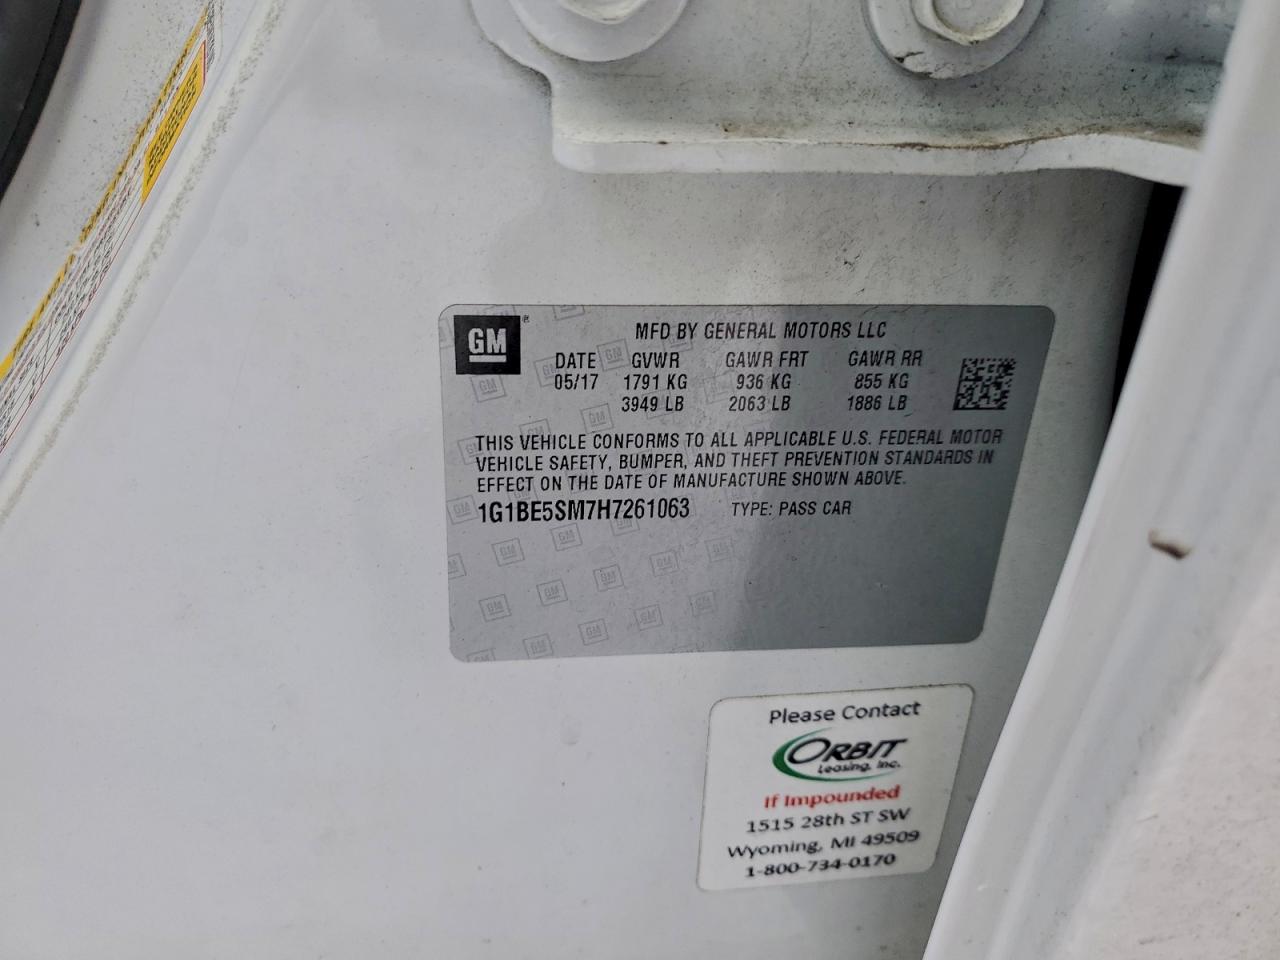 GM
MFD BY GENERAL MOTORS LLC
DATE GVWR GAWR FRT GAWR RR
05/17 1791 KG 936 KG 855 KG
3949 LB 2063 LB 1886 LB
THIS VEHICLE CONFORMS TO ALL APPLICABLE U.S. FEDERAL MOTOR
VEHICLE SAFETY, BUMPER, AND THEFT PREVENTION STANDARDS IN
EFFECT ON THE DATE OF MANUFACTURE SHOWN ABOVE.
1G1BE5SM7H7261063 TYPE: PASS CAR
Please Contact
ORBIT
Leasing, Inc.
If Impounded
1515 28th ST SW
Wyoming, MI 49509
1-800-734-0170